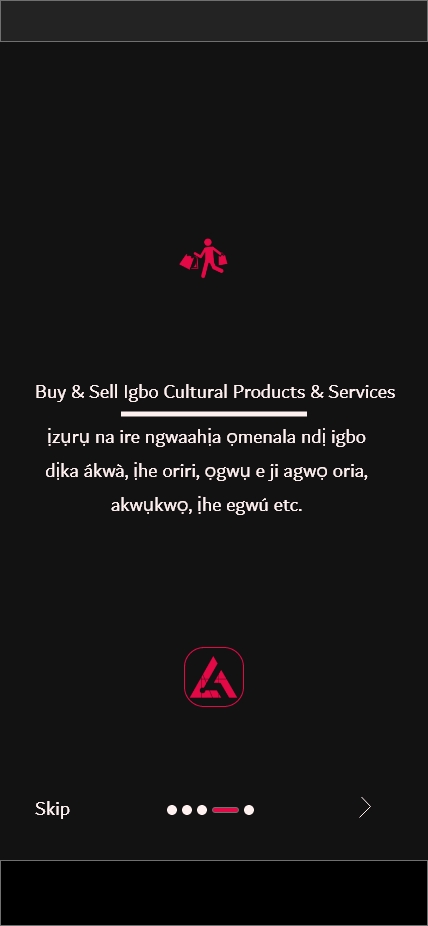 Buy & Sell Igbo Cultural Products & Services
ịzụrụ na ire ngwaahịa ọmenala ndị igbo
dịka ákwà, ịhe oriri, ọgwụ e ji agwọ oria,
akwụkwọ, ịhe egwú etc.
Skip